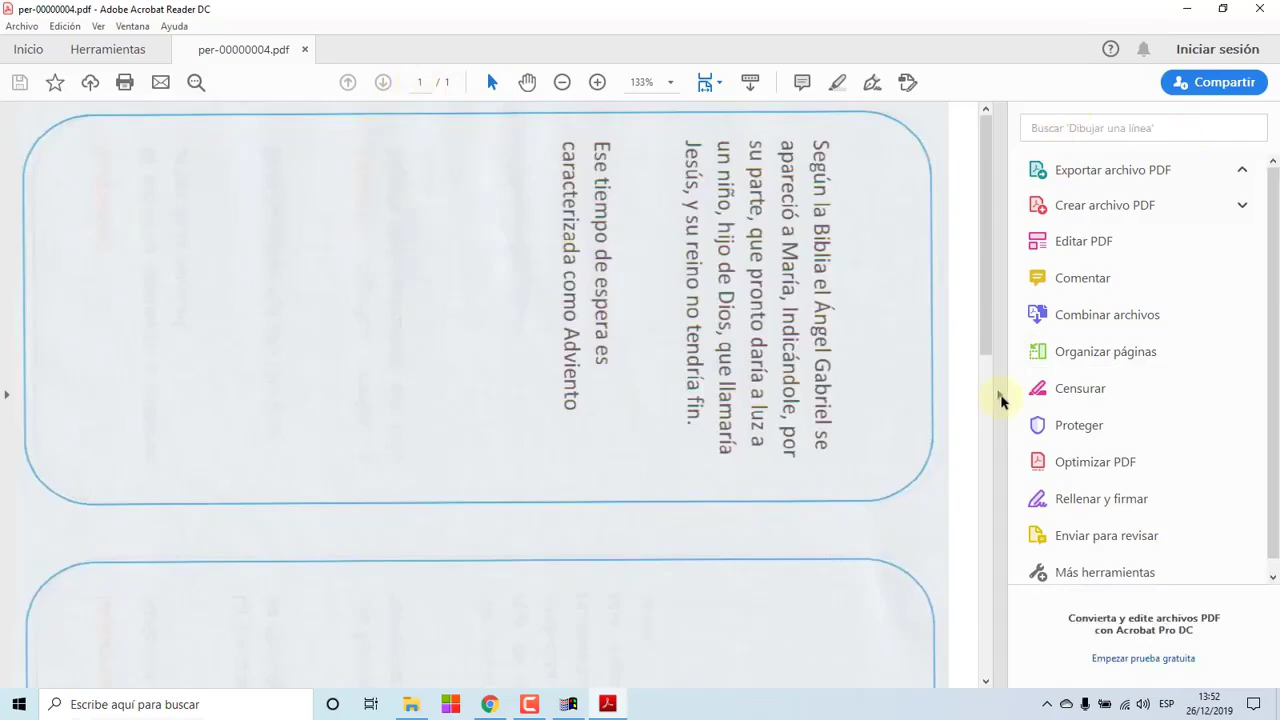 per-00000004.pdf - Adobe Acrobat Reader DC
Archivo Edición Ver Ventana Ayuda
Inicio Herramientas per-00000004.pdf × Iniciar sesión
1 / 1 133% Compartir
Según la Biblia el Ángel Gabriel se
apareció a María, Indicándole, por
su parte, que pronto daría a luz a
un niño, hijo de Dios, que llamaría
Jesús, y su reino no tendría fin.
Ese tiempo de espera es
caracterizada como Adviento
Buscar 'Dibujar una línea'
Exportar archivo PDF
Crear archivo PDF
Editar PDF
Comentar
Combinar archivos
Organizar páginas
Censurar
Proteger
Optimizar PDF
Rellenar y firmar
Enviar para revisar
Más herramientas
Convierta y edite archivos PDF
con Acrobat Pro DC
Empezar prueba gratuita
Escribe aquí para buscar
ESP
13:52
26/12/2019